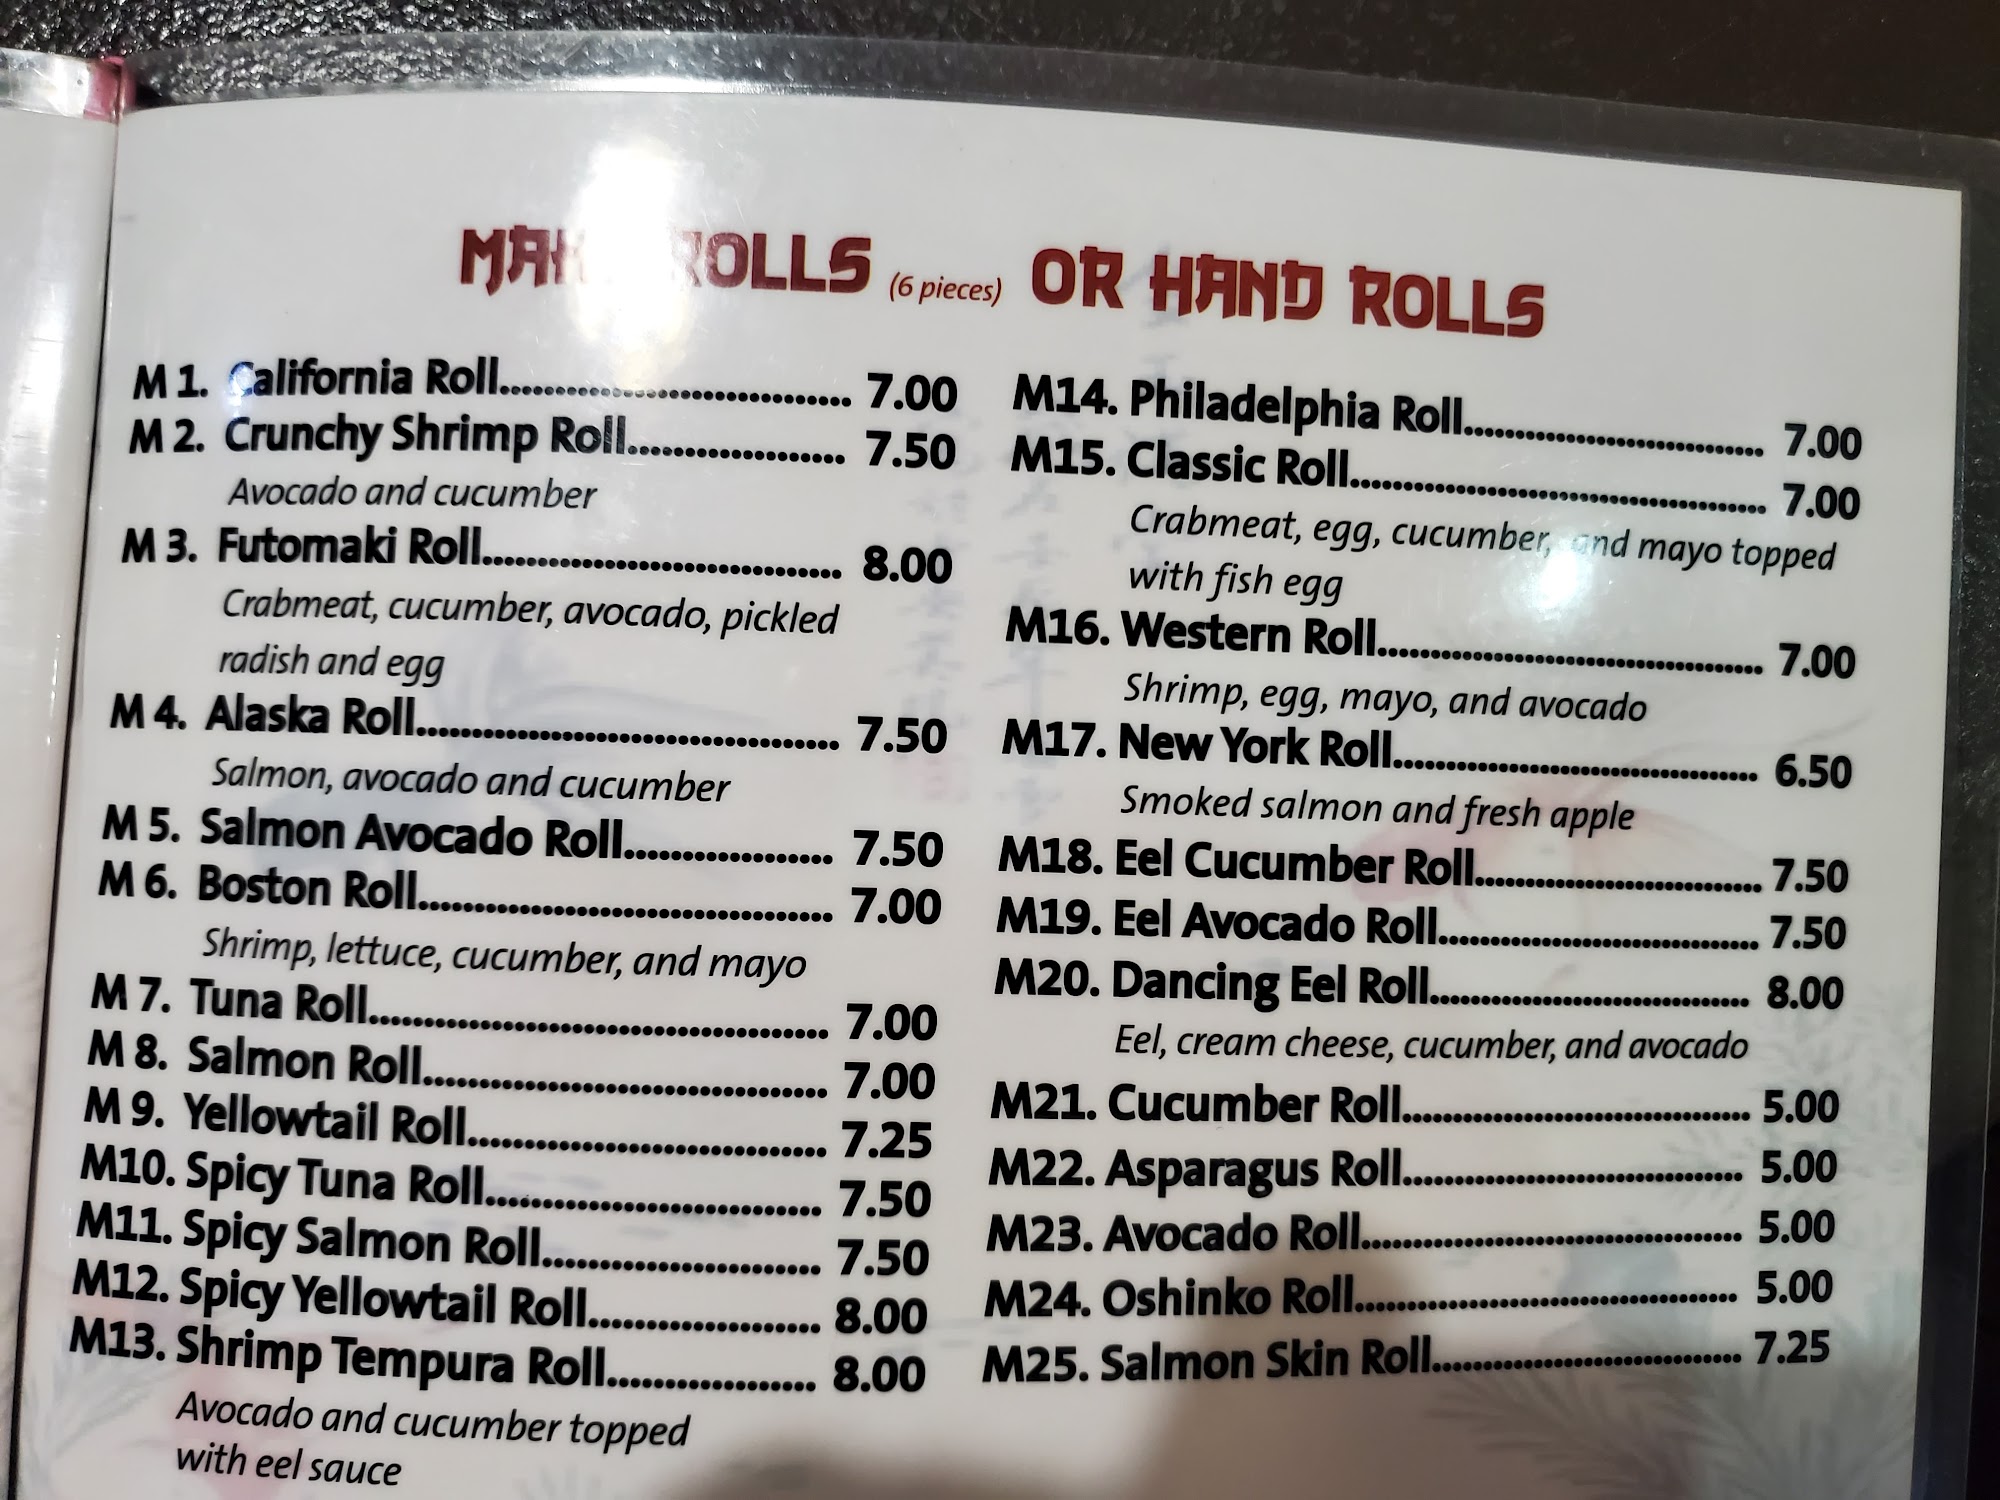 MAKI ROLLS (6 pieces) OR HAND ROLLS
M 1. California Roll.................................. 7.00
M 2. Crunchy Shrimp Roll................... 7.50
Avocado and cucumber
M 3. Futomaki Roll.................................. 8.00
Crabmeat, cucumber, avocado, pickled
radish and egg
M 4. Alaska Roll....................................... 7.50
Salmon, avocado and cucumber
M 5. Salmon Avocado Roll.................. 7.50
M 6. Boston Roll...................................... 7.00
Shrimp, lettuce, cucumber, and mayo
M 7. Tuna Roll.......................................... 7.00
M 8. Salmon Roll..................................... 7.00
M 9. Yellowtail Roll................................. 7.25
M10. Spicy Tuna Roll............................... 7.50
M11. Spicy Salmon Roll......................... 7.50
M12. Spicy Yellowtail Roll..................... 8.00
M13. Shrimp Tempura Roll................... 8.00
Avocado and cucumber topped
with eel sauce
M14. Philadelphia Roll.............................. 7.00
M15. Classic Roll......................................... 7.00
Crabmeat, egg, cucumber, and mayo topped
with fish egg
M16. Western Roll...................................... 7.00
Shrimp, egg, mayo, and avocado
M17. New York Roll.................................... 6.50
Smoked salmon and fresh apple
M18. Eel Cucumber Roll............................ 7.50
M19. Eel Avocado Roll................................ 7.50
M20. Dancing Eel Roll................................ 8.00
Eel, cream cheese, cucumber, and avocado
M21. Cucumber Roll................................... 5.00
M22. Asparagus Roll.................................. 5.00
M23. Avocado Roll...................................... 5.00
M24. Oshinko Roll...................................... 5.00
M25. Salmon Skin Roll............................... 7.25